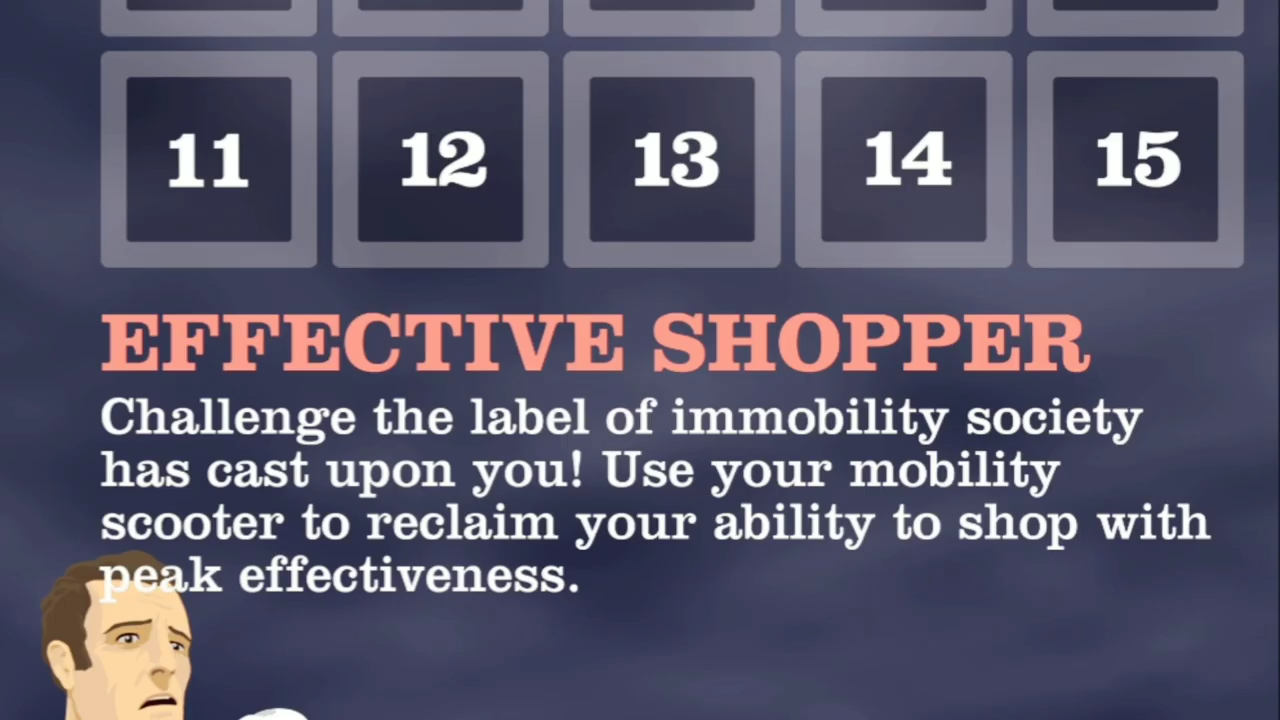 11 12 13 14 15
EFFECTIVE SHOPPER
Challenge the label of immobility society
has cast upon you! Use your mobility
scooter to reclaim your ability to shop with
peak effectiveness.